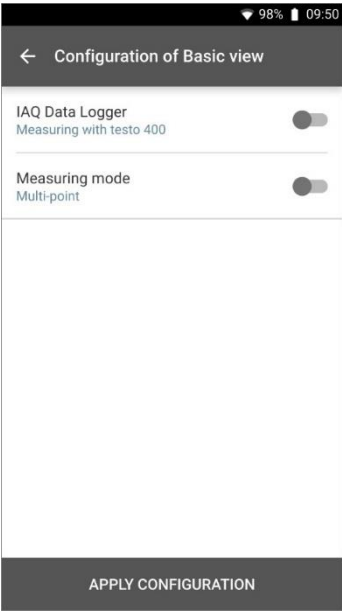 98% 09:50
Configuration of Basic view
IAQ Data Logger
Measuring with testo 400
Measuring mode
Multi-point
APPLY CONFIGURATION